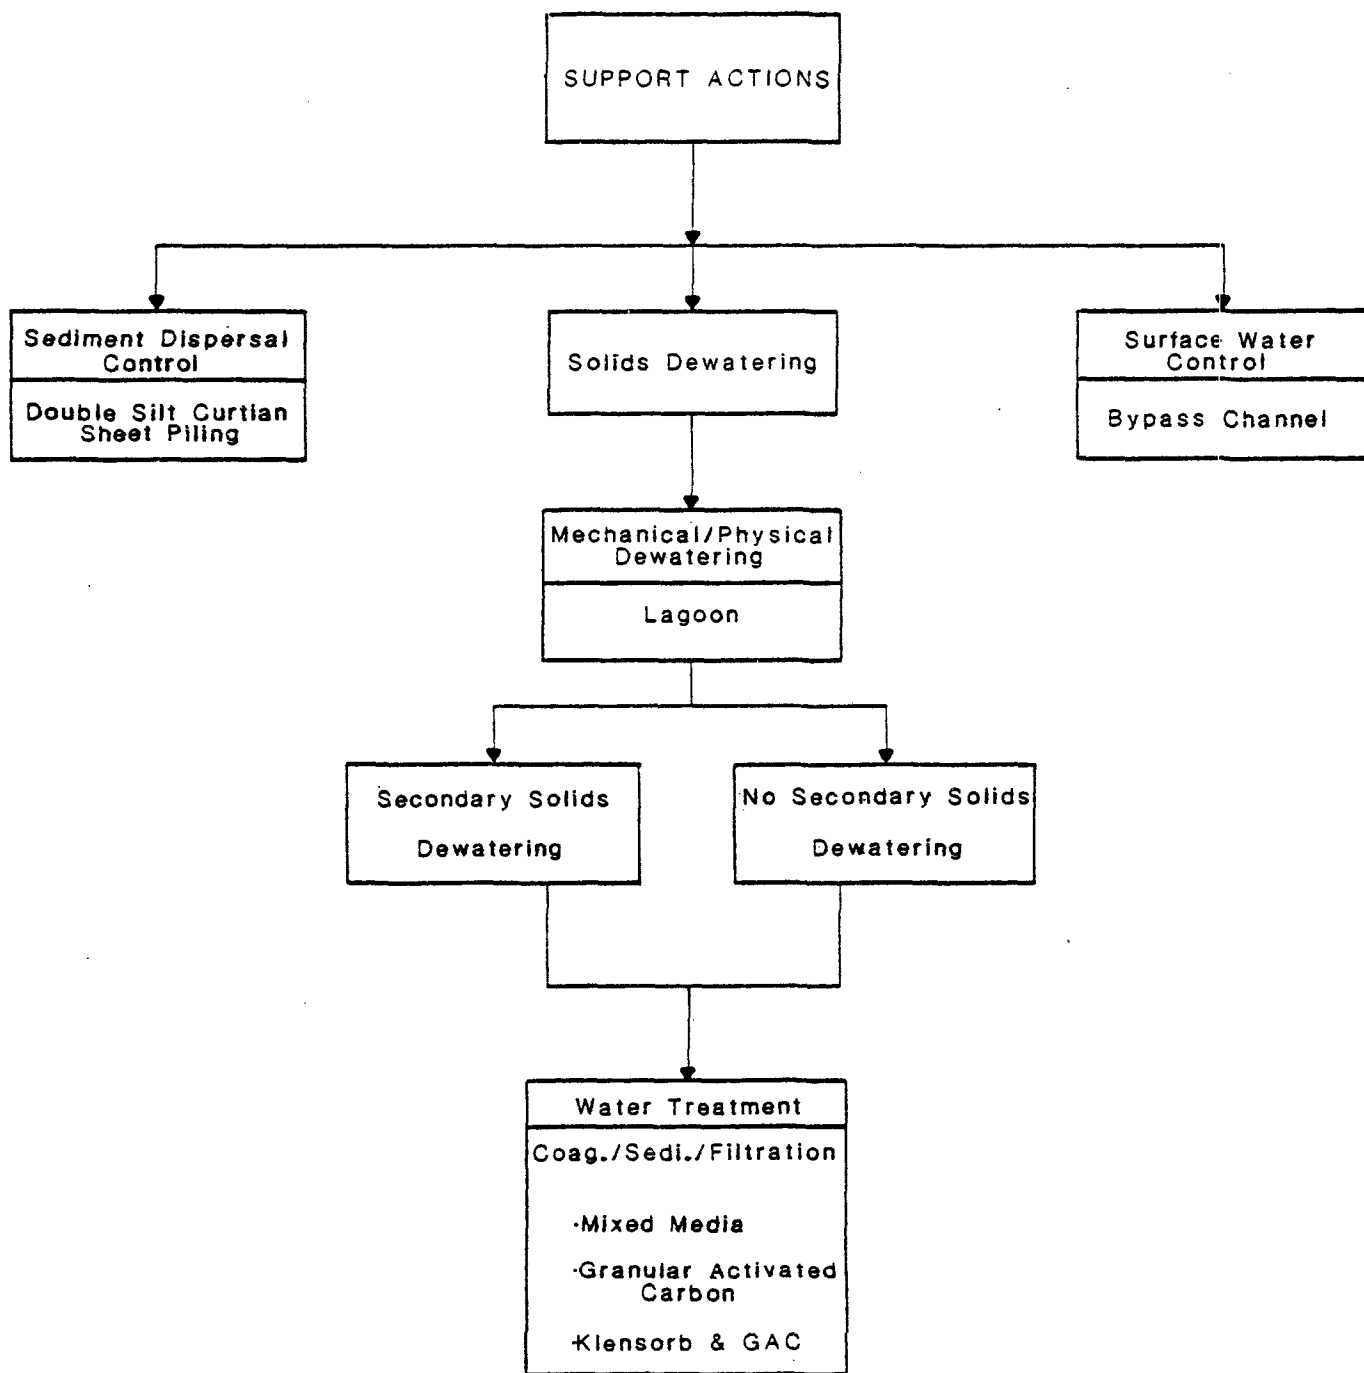 SUPPORT ACTIONS
Sediment Dispersal
Control
Double Silt Curtian
Sheet Piling
Solids Dewatering
Surface Water
Control
Bypass Channel
Mechanical/Physical
Dewatering
Lagoon
Secondary Solids
Dewatering
No Secondary Solids
Dewatering
Water Treatment
Coag./Sedi./Filtration
·Mixed Media
·Granular Activated
Carbon
·Klensorb & GAC